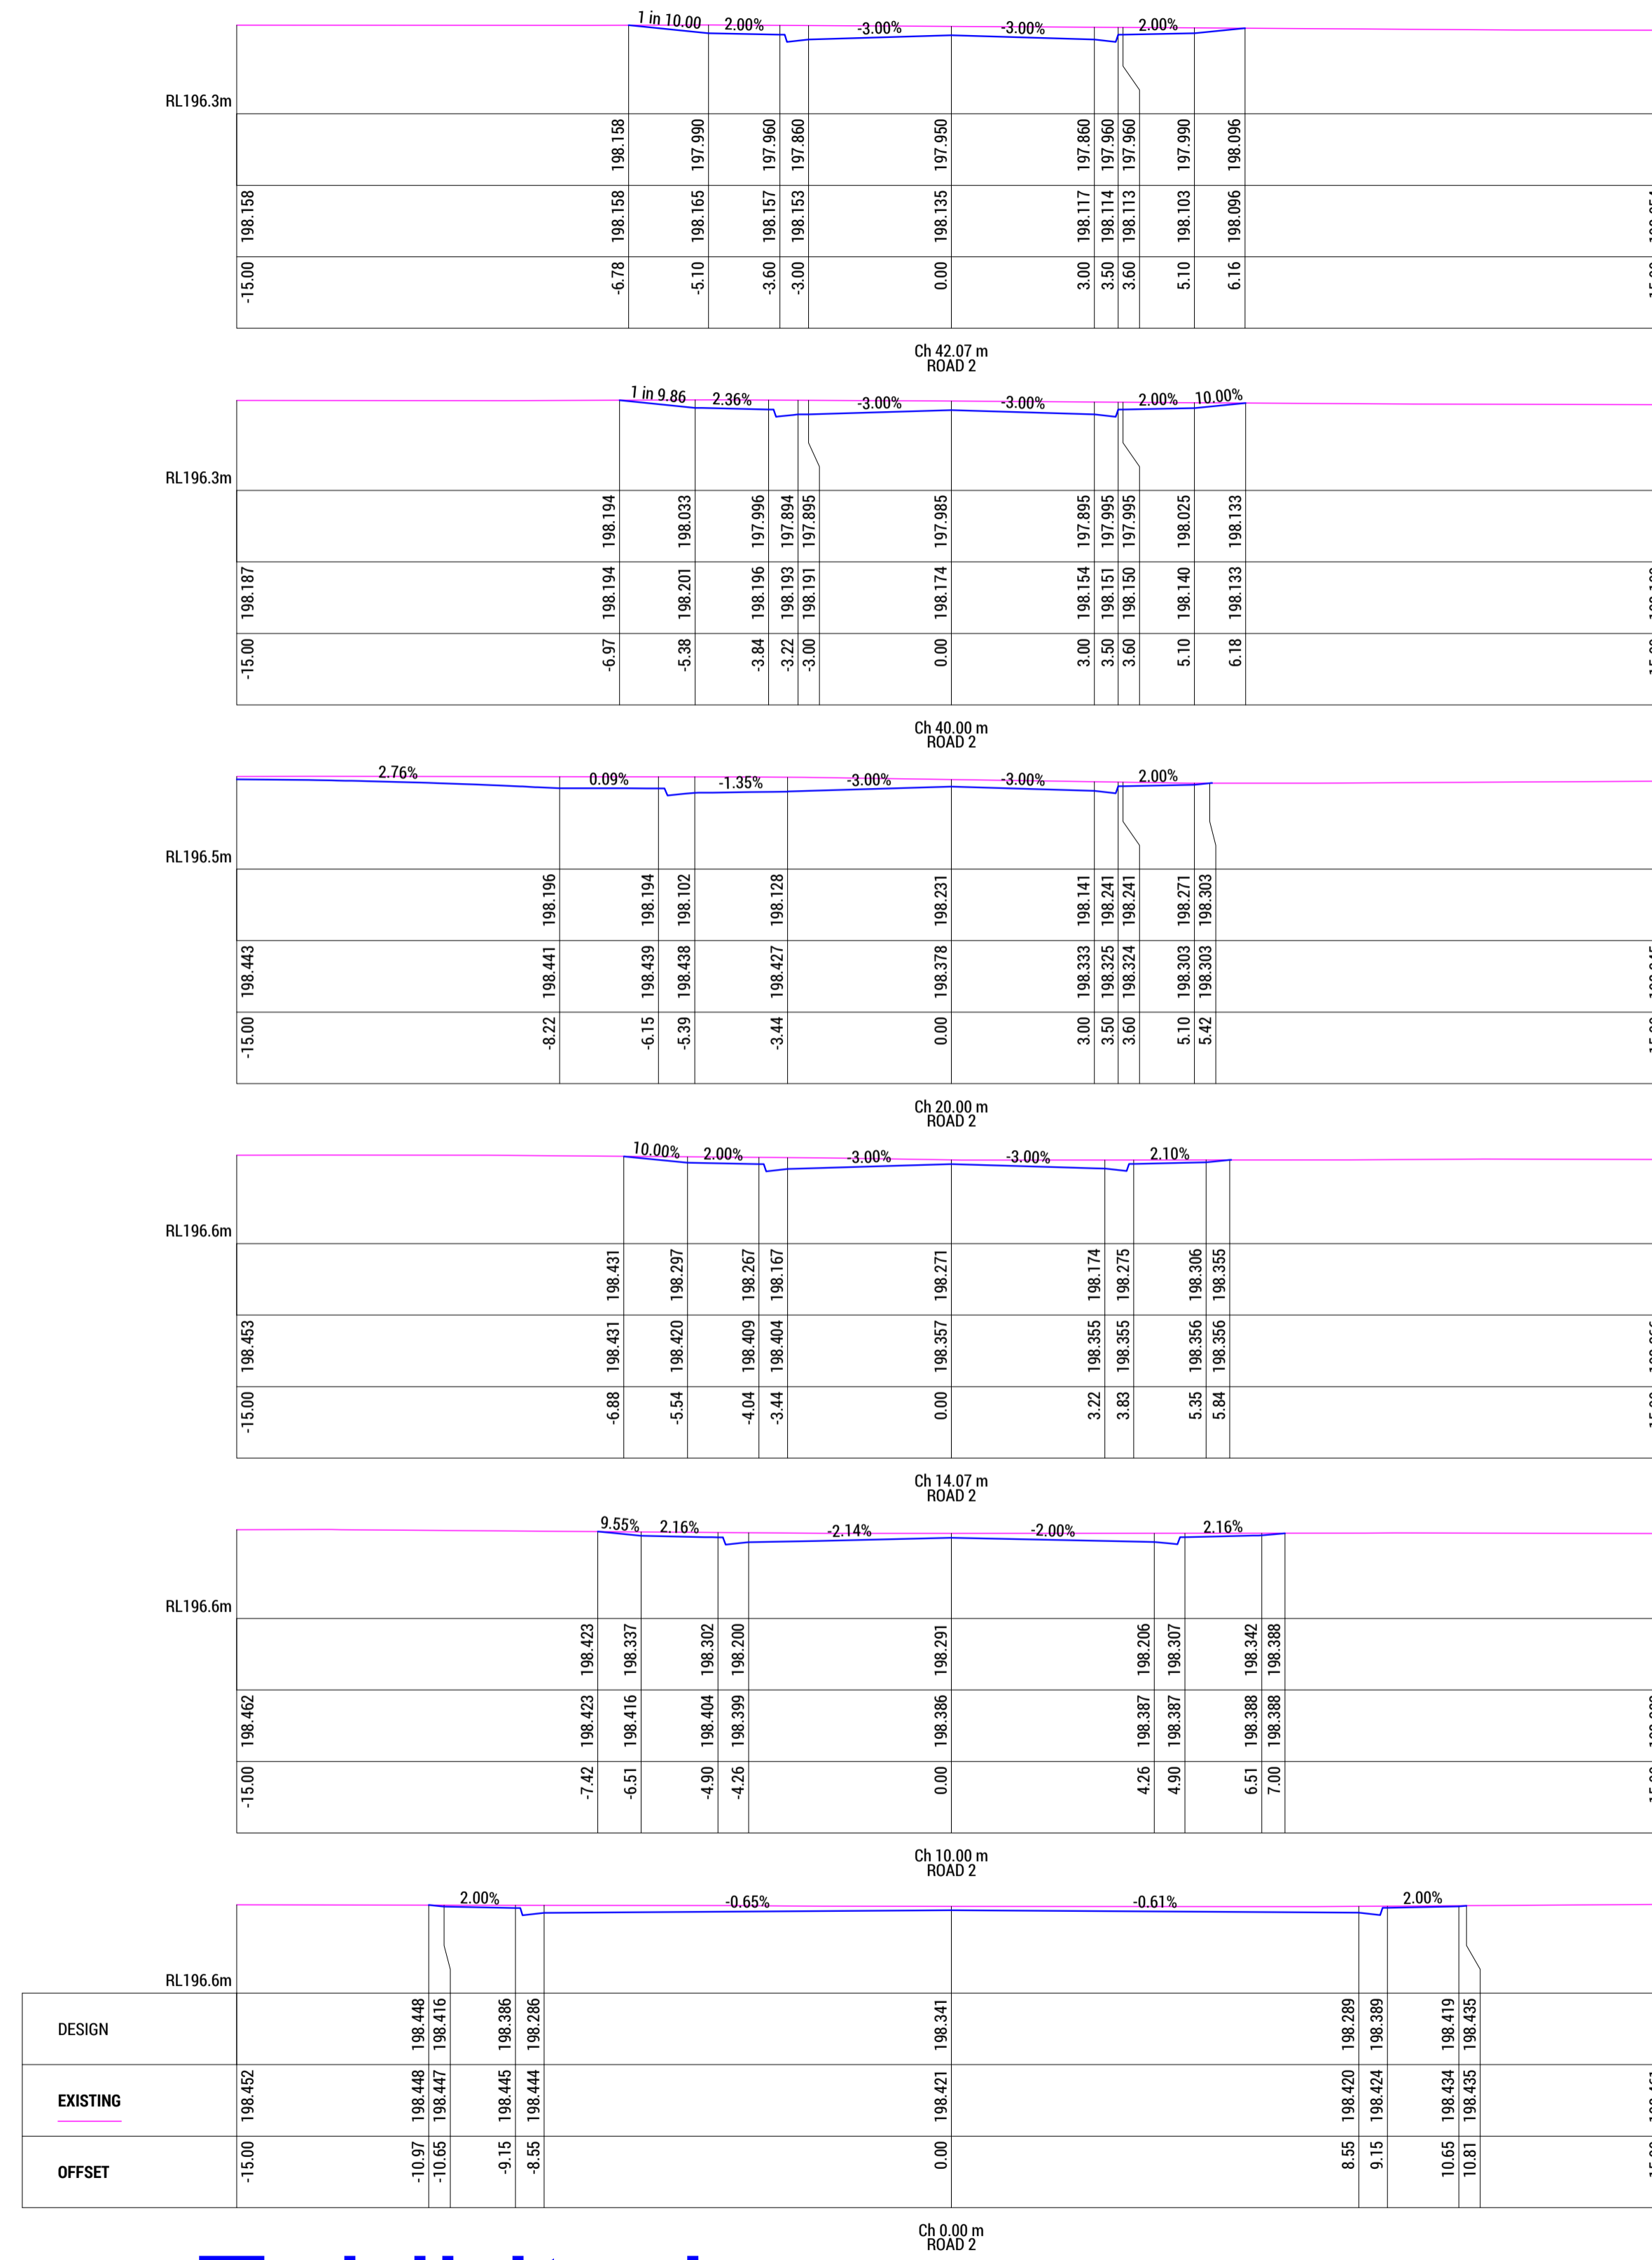 1 in 10.00 2.00% -3.00% -3.00% 2.00%
RL196.3m
198.158 197.990 197.960 197.860 197.950 197.860 197.960 197.960 197.990 198.096
198.158 198.158 198.165 198.157 198.153 198.135 198.117 198.114 198.113 198.103 198.096
-15.00 -6.78 -5.10 -3.60 -3.00 0.00 3.00 3.50 3.60 5.10 6.16
Ch 42.07 m
ROAD 2
1 in 9.86 2.36% -3.00% -3.00% 2.00% 10.00%
RL196.3m
198.194 198.033 197.996 197.894 197.895 197.985 197.895 197.995 197.995 198.025 198.133
198.187 198.194 198.201 198.196 198.193 198.191 198.174 198.154 198.151 198.150 198.140 198.133
-15.00 -6.97 -5.38 -3.84 -3.22 -3.00 0.00 3.00 3.50 3.60 5.10 6.18
Ch 40.00 m
ROAD 2
2.76% 0.09% -1.35% -3.00% -3.00% 2.00%
RL196.5m
198.196 198.194 198.102 198.128 198.231 198.141 198.241 198.241 198.271 198.303
198.443 198.441 198.439 198.438 198.427 198.378 198.333 198.325 198.324 198.303 198.303
-15.00 -8.22 -6.15 -5.39 -3.44 0.00 3.00 3.50 3.60 5.10 5.42
Ch 20.00 m
ROAD 2
10.00% 2.00% -3.00% -3.00% 2.10%
RL196.6m
198.431 198.297 198.267 198.167 198.271 198.174 198.275 198.306 198.355
198.453 198.431 198.420 198.409 198.404 198.357 198.355 198.355 198.356 198.356
-15.00 -6.88 -5.54 -4.04 -3.44 0.00 3.22 3.83 5.35 5.84
Ch 14.07 m
ROAD 2
9.55% 2.16% -2.14% -2.00% 2.16%
RL196.6m
198.423 198.337 198.302 198.200 198.291 198.206 198.307 198.342 198.388
198.462 198.423 198.416 198.404 198.399 198.386 198.387 198.387 198.388 198.388
-15.00 -7.42 -6.51 -4.90 -4.26 0.00 4.26 4.90 6.51 7.00
Ch 10.00 m
ROAD 2
2.00% -0.65% -0.61% 2.00%
RL196.6m
DESIGN 198.448 198.416 198.386 198.286 198.341 198.289 198.389 198.419 198.435
EXISTING 198.452 198.448 198.447 198.445 198.444 198.421 198.420 198.424 198.434 198.435
OFFSET -15.00 -10.97 -10.65 -9.15 -8.55 0.00 8.55 9.15 10.65 10.81
Ch 0.00 m
ROAD 2